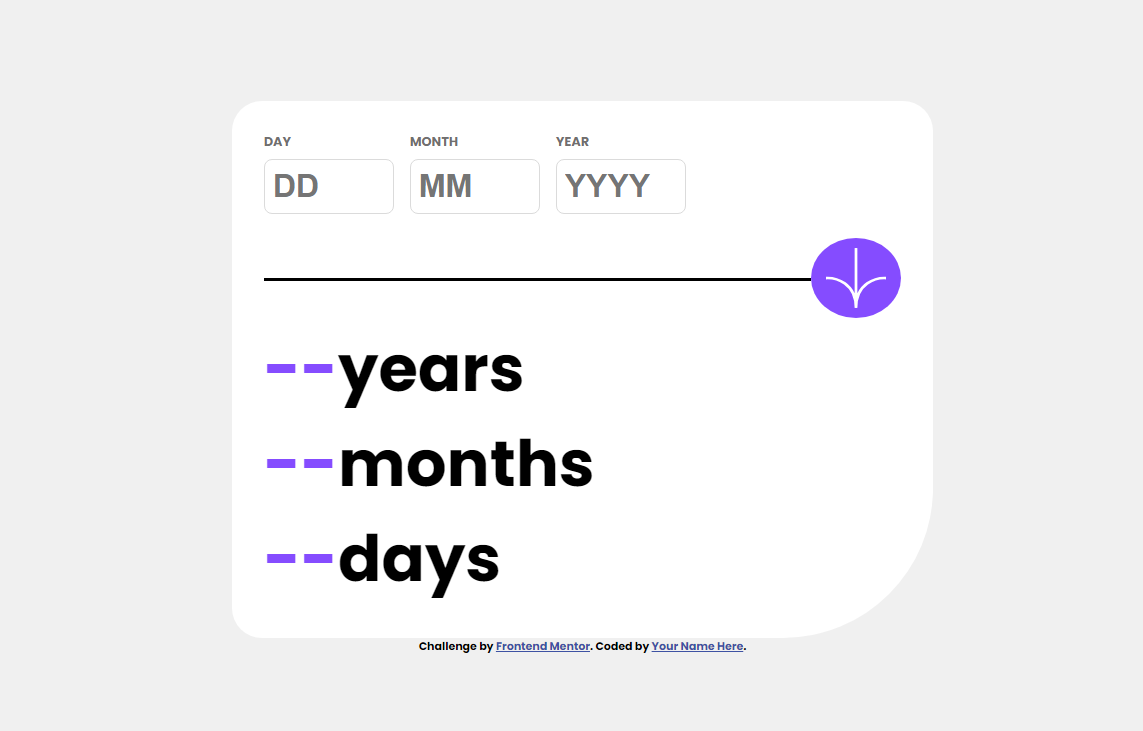 DAY MONTH YEAR
DD MM YYYY
--years
--months
--days
Challenge by Frontend Mentor. Coded by Your Name Here.